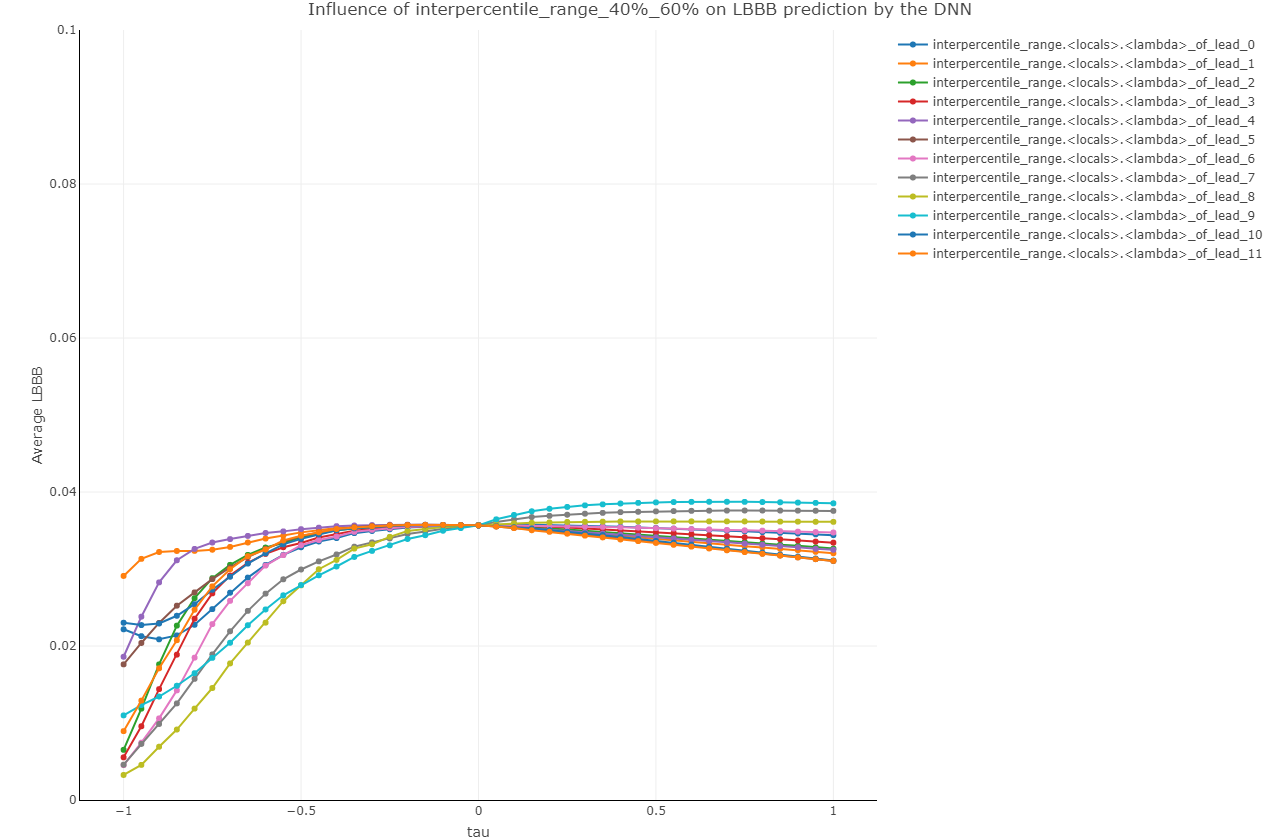 Influence of interpercentile_range_40%_60% on LBBB prediction by the DNN
0.1
0.08
0.06
0.04
0.02
0
Average LBBB
−1
−0.5
0
0.5
1
tau
interpercentile_range.<locals>.<lambda>_of_lead_0
interpercentile_range.<locals>.<lambda>_of_lead_1
interpercentile_range.<locals>.<lambda>_of_lead_2
interpercentile_range.<locals>.<lambda>_of_lead_3
interpercentile_range.<locals>.<lambda>_of_lead_4
interpercentile_range.<locals>.<lambda>_of_lead_5
interpercentile_range.<locals>.<lambda>_of_lead_6
interpercentile_range.<locals>.<lambda>_of_lead_7
interpercentile_range.<locals>.<lambda>_of_lead_8
interpercentile_range.<locals>.<lambda>_of_lead_9
interpercentile_range.<locals>.<lambda>_of_lead_10
interpercentile_range.<locals>.<lambda>_of_lead_11